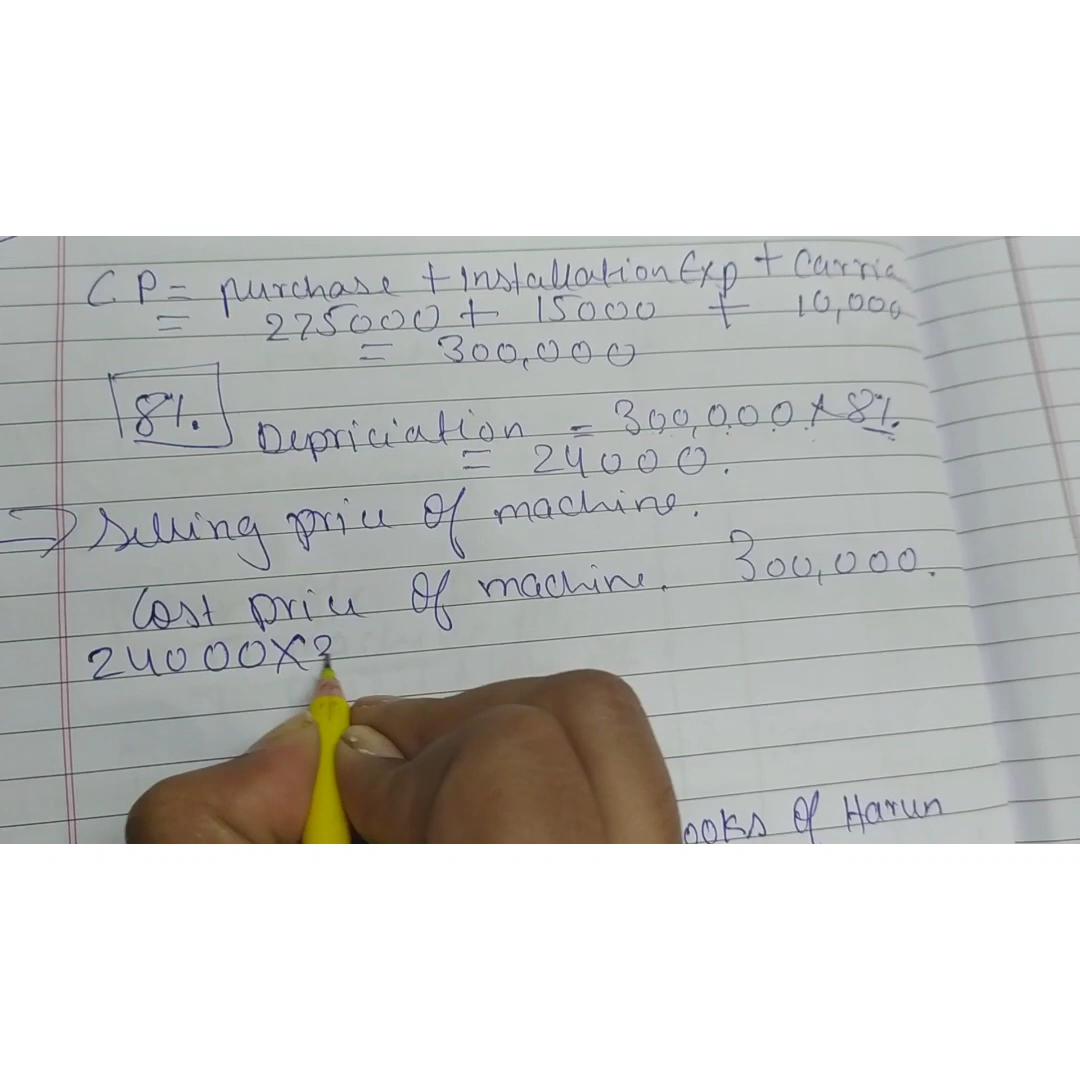 CP = purchase + Installation Exp + Carria
= 275000 + 15000 + 10,000
= 300,000
8%. Depriciation = 300,000 × 8%.
= 24000.
⇒ Selling price of machine.
Cost price of machine. 300,000.
24000X3
ooks of Harun